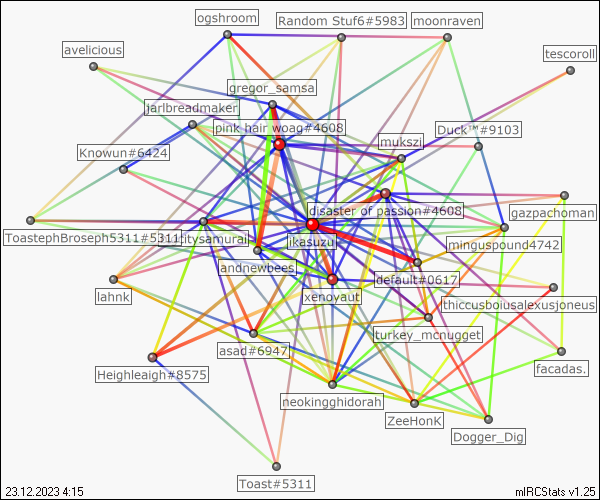 ogshroom
Random Stuf6#5983
moonraven
avelicious
tescoroll
gregor_samsa
jarlbreadmaker
pink hair woag#4608
Duck™#9103
mukszi
Knowun#6424
disaster of passion#4608
gazpachoman
ToastephBroseph5311#5311
citysamurai
ikasuzu
minguspound4742
andnewbees
default#0617
lahnk
xenovaut
thiccusboiusalexusjoneus
turkey_mcnugget
asad#6947
Heighleaigh#8575
facadas.
neokingghidorah
ZeeHonK
Dogger_Dig
Toast#5311
23.12.2023 4:15
mIRCStats v1.25